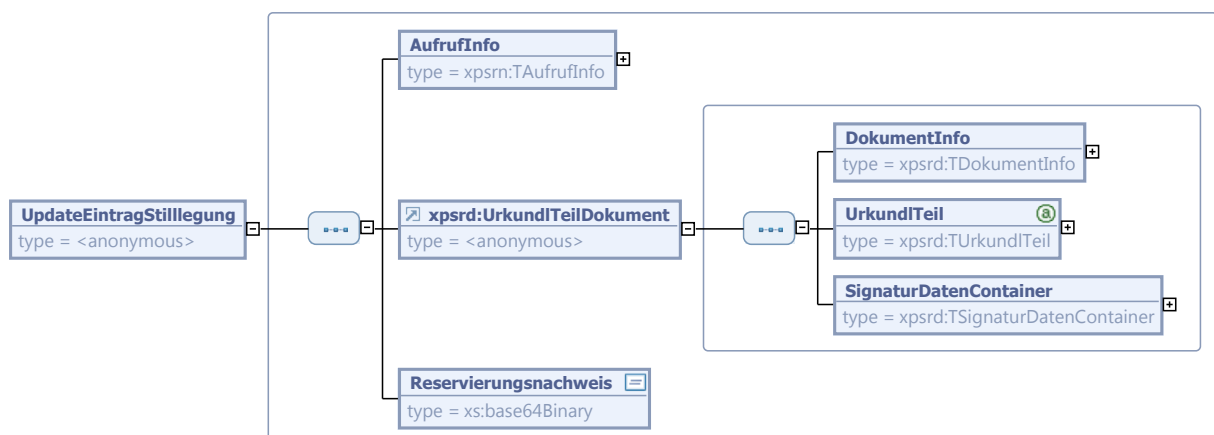 AufrufInfo
type = xpsrn:TAufrufInfo
DokumentInfo
type = xpsrd:TDokumentInfo
UpdateEintragStilllegung
type = <anonymous>
xpsrd:UrkundlTeilDokument
type = <anonymous>
UrkundlTeil
a
type = xpsrd:TUrkundlTeil
SignaturDatenContainer
type = xpsrd:TSignaturDatenContainer
Reservierungsnachweis
type = xs:base64Binary